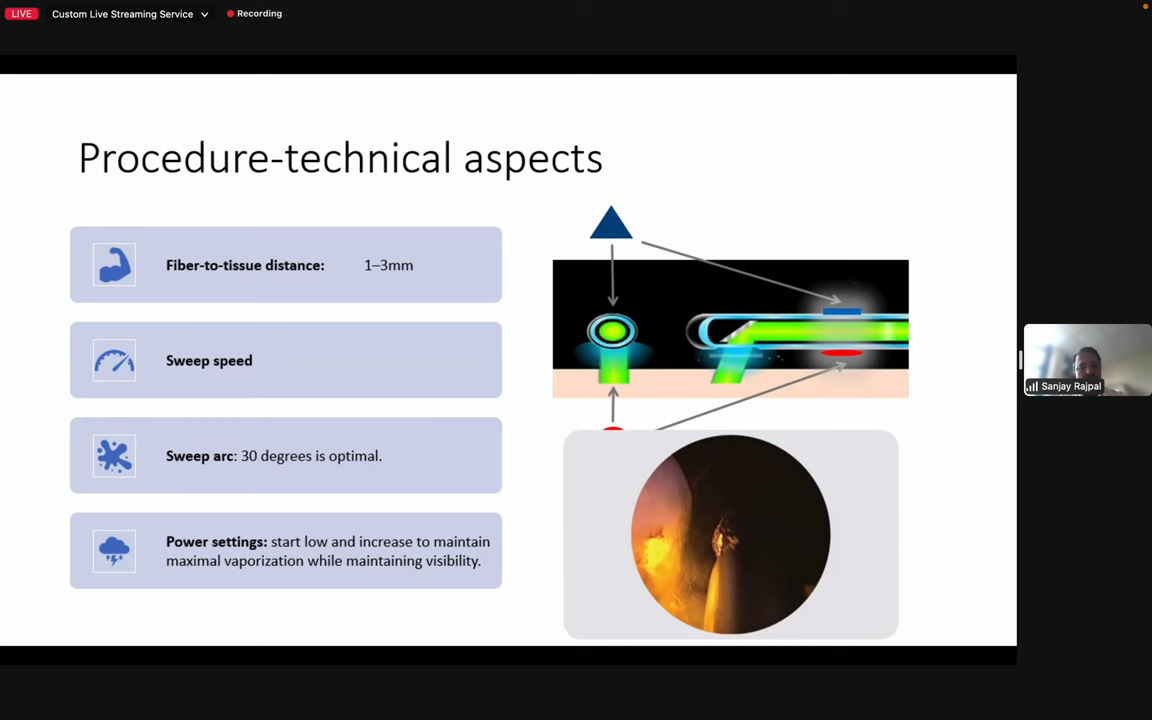 LIVE Custom Live Streaming Service Recording
Procedure-technical aspects
Fiber-to-tissue distance: 1–3mm
Sweep speed
Sweep arc: 30 degrees is optimal.
Power settings: start low and increase to maintain
maximal vaporization while maintaining visibility.
Sanjay Rajpal